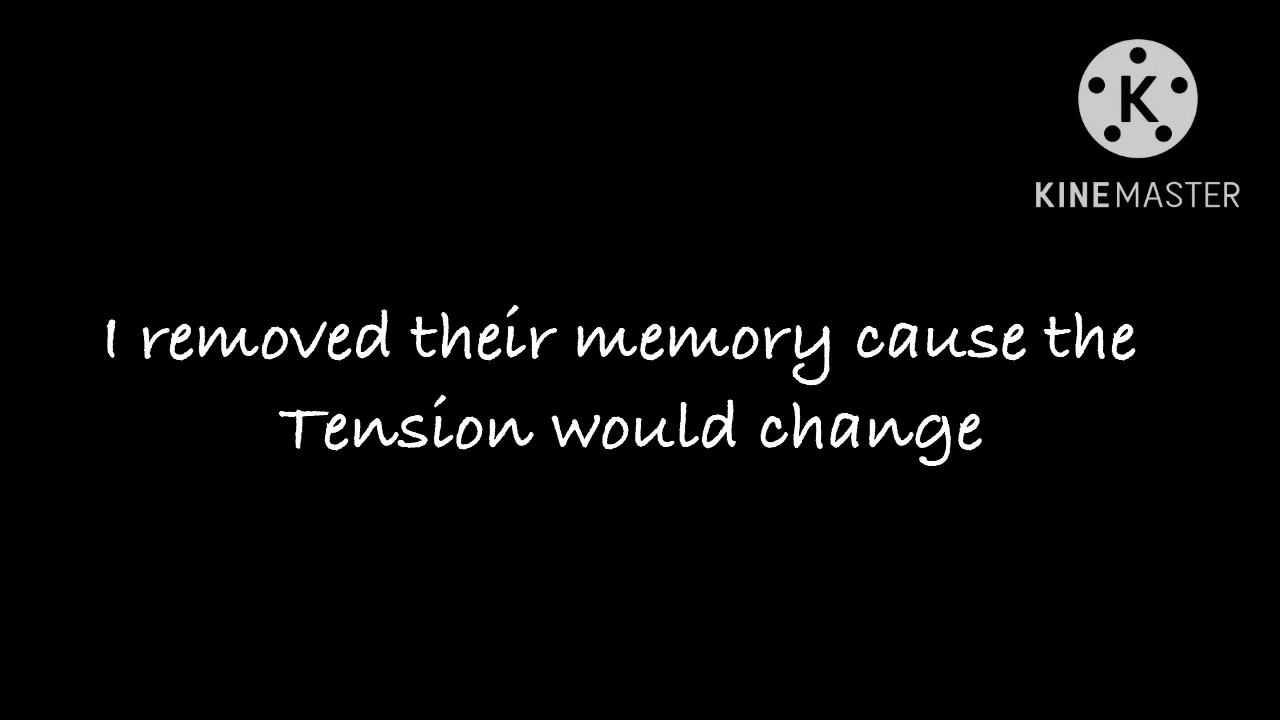 K
KINEMASTER
I removed their memory cause the
Tension would change